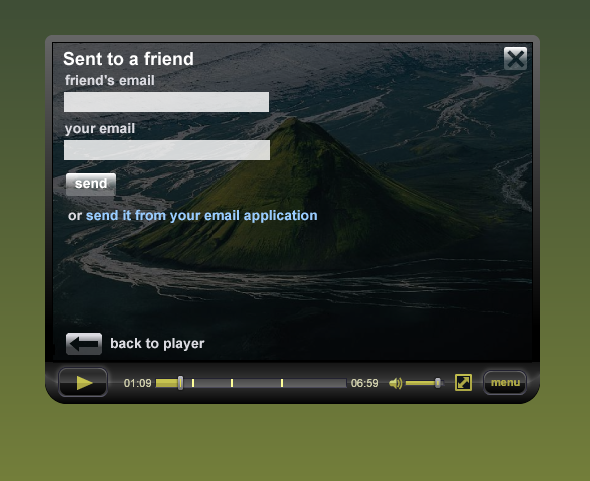 Sent to a friend
friend's email
your email
send
or send it from your email application
back to player
01:09 06:59 menu